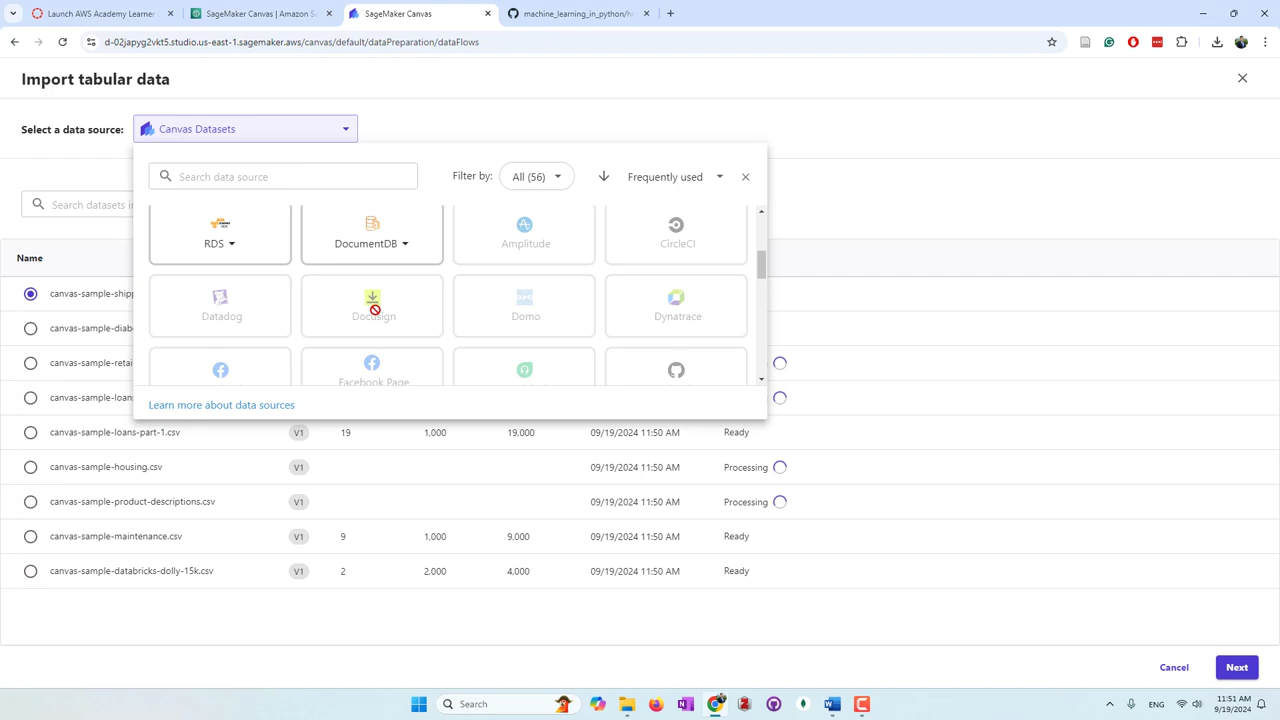 Launch AWS Academy Learner
SageMaker Canvas (Amazon Sa
SageMaker Canvas
machine_learning_in_python/h
d-02japyg2vkt5.studio.us-east-1.sagemaker.aws/canvas/default/dataPreparation/dataFlows
Import tabular data
Select a data source:
Canvas Datasets
Search data source
Filter by:
All (56)
Frequently used
Search datasets i
RDS
DocumentDB
Amplitude
CircleCI
Name
Datadog
Docusign
Domo
Dynatrace
canvas-sample-shipp
canvas-sample-diab
canvas-sample-retai
Facebook Page
canvas-sample-loans
Learn more about data sources
canvas-sample-loans-part-1.csv V1 19 1,000 19,000 09/19/2024 11:50 AM Ready
canvas-sample-housing.csv V1 09/19/2024 11:50 AM Processing
canvas-sample-product-descriptions.csv V1 09/19/2024 11:50 AM Processing
canvas-sample-maintenance.csv V1 9 1,000 9,000 09/19/2024 11:50 AM Ready
canvas-sample-databricks-dolly-15k.csv V1 2 2,000 4,000 09/19/2024 11:50 AM Ready
Cancel
Next
Search
ENG
11:51 AM
9/19/2024